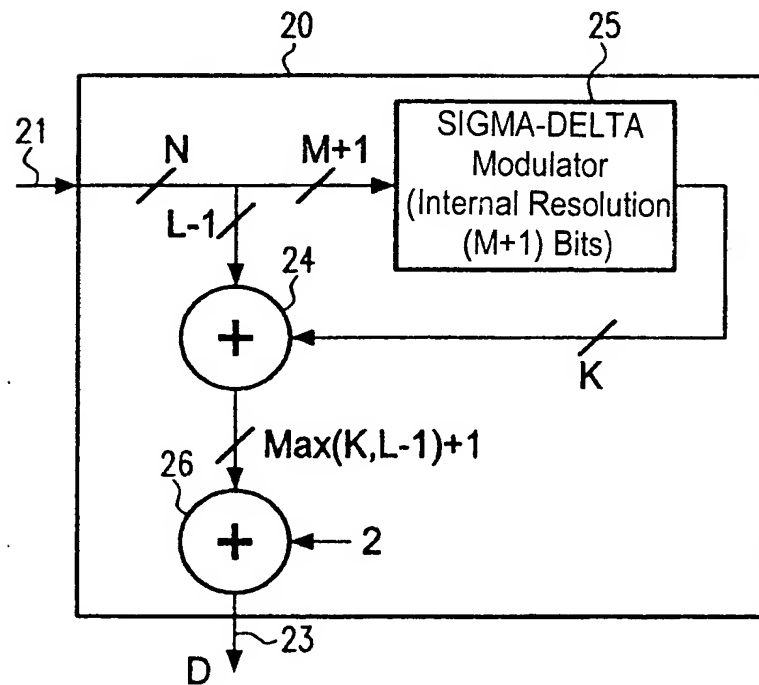 20
25
21
N
M+1
SIGMA-DELTA
Modulator
(Internal Resolution
(M+1) Bits)
L-1
24
+
K
Max(K,L-1)+1
26
+
2
23
D